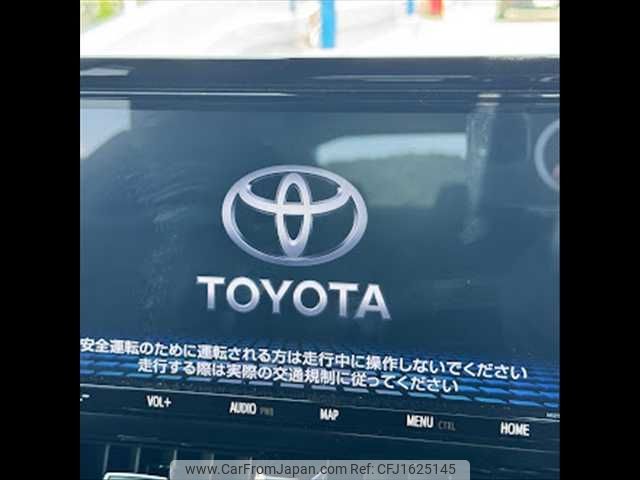 TOYOTA
安全運転のために運転される方は走行中に操作しないでください
走行する際は実際の交通規制に従ってください
VOL+ AUDIO PWR MAP MENU CTRL HOME
www.CarFromJapan.com CFJ1625145